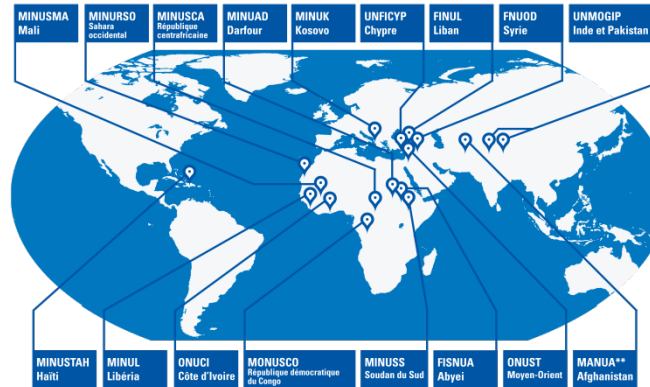 MINUSMA
Mali
MINURSO
Sahara
occidental
MINUSCA
République
centrafricaine
MINUAD
Darfour
MINUK
Kosovo
UNFICYP
Chypre
FINUL
Liban
FNUOD
Syrie
UNMOGIP
Inde et Pakistan
MINUSTAH
Haïti
MINUL
Libéria
ONUCI
Côte d'Ivoire
MONUSCO
République démocratique
du Congo
MINUSS
Soudan du Sud
FISNUA
Abyei
ONUST
Moyen-Orient
MANUA**
Afghanistan